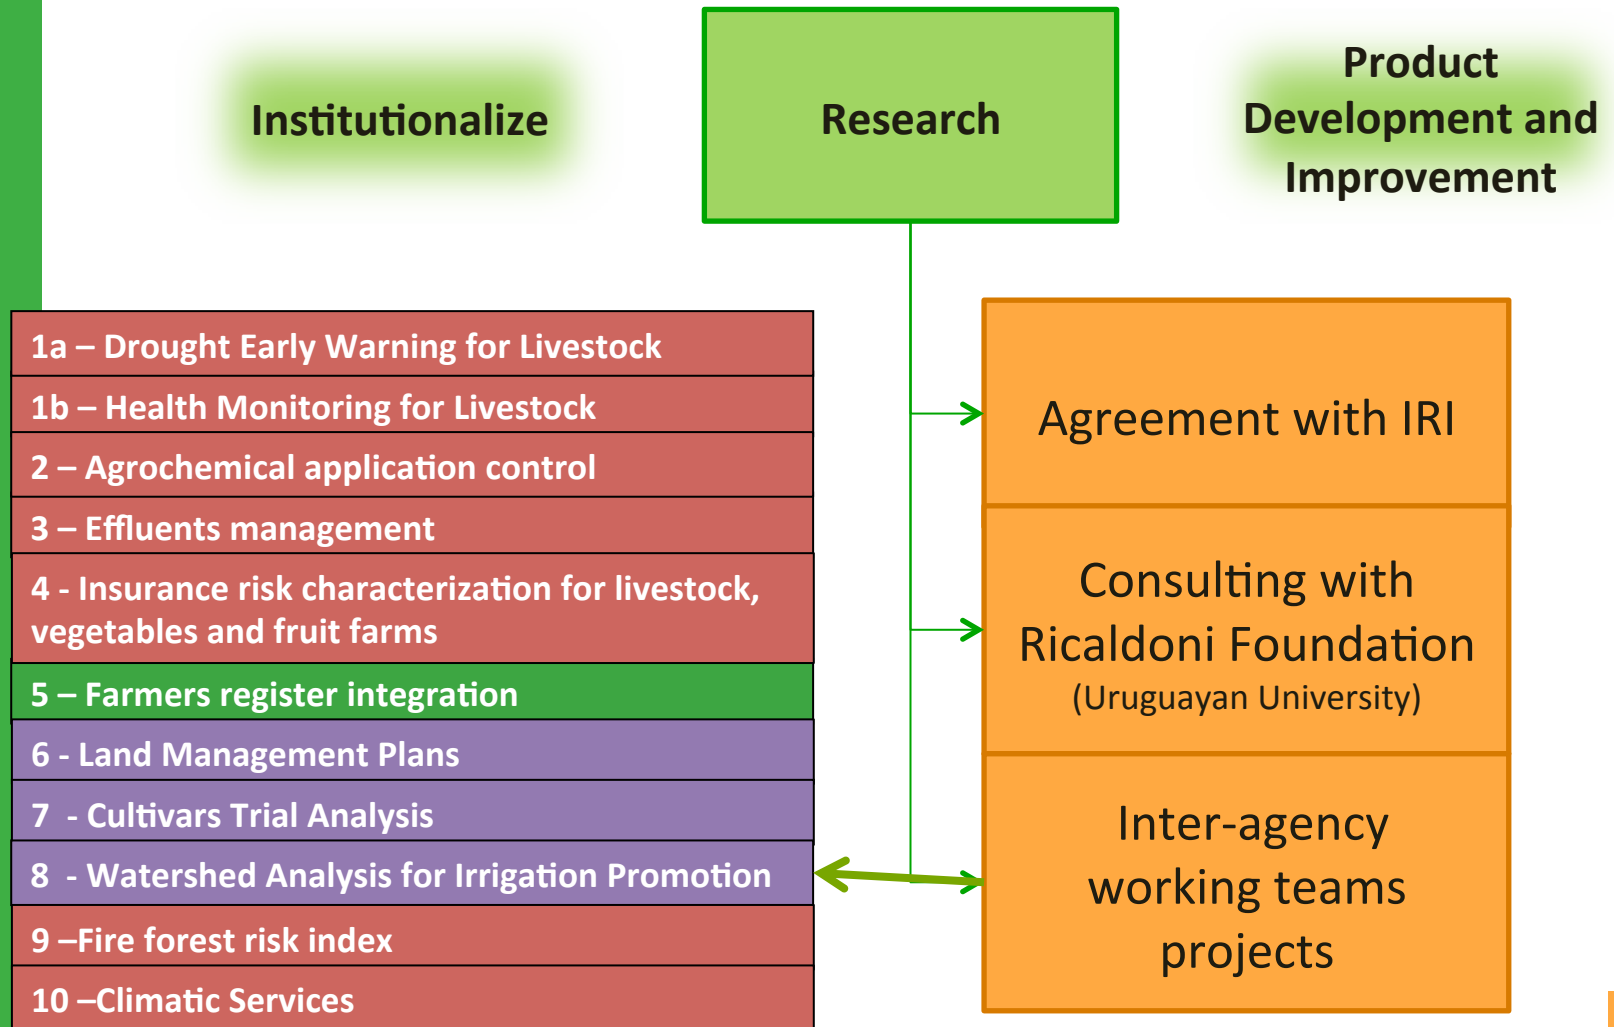 Institutionalize
Research
Product
Development and
Improvement
1a – Drought Early Warning for Livestock
1b – Health Monitoring for Livestock
2 – Agrochemical application control
3 – Effluents management
4 - Insurance risk characterization for livestock,
vegetables and fruit farms
5 – Farmers register integration
6 - Land Management Plans
7 - Cultivars Trial Analysis
8 - Watershed Analysis for Irrigation Promotion
9 –Fire forest risk index
10 –Climatic Services
Agreement with IRI
Consulting with
Ricaldoni Foundation
(Uruguayan University)
Inter-agency
working teams
projects